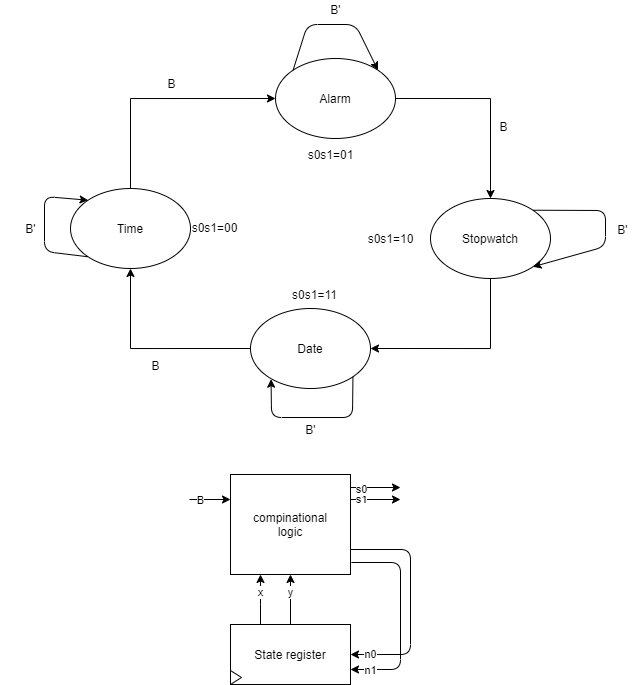 B'
B
Alarm
B
s0s1=01
B'
Time
s0s1=00
s0s1=10
Stopwatch
B'
s0s1=11
Date
B
B'
B
compinational
logic
s0
s1
x
y
State register
n0
n1